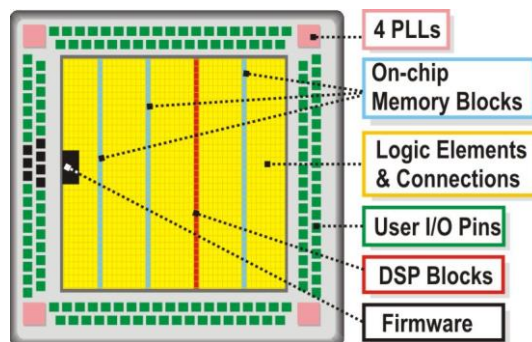 4 PLLs
On-chip
Memory Blocks
Logic Elements
& Connections
User I/O Pins
DSP Blocks
Firmware